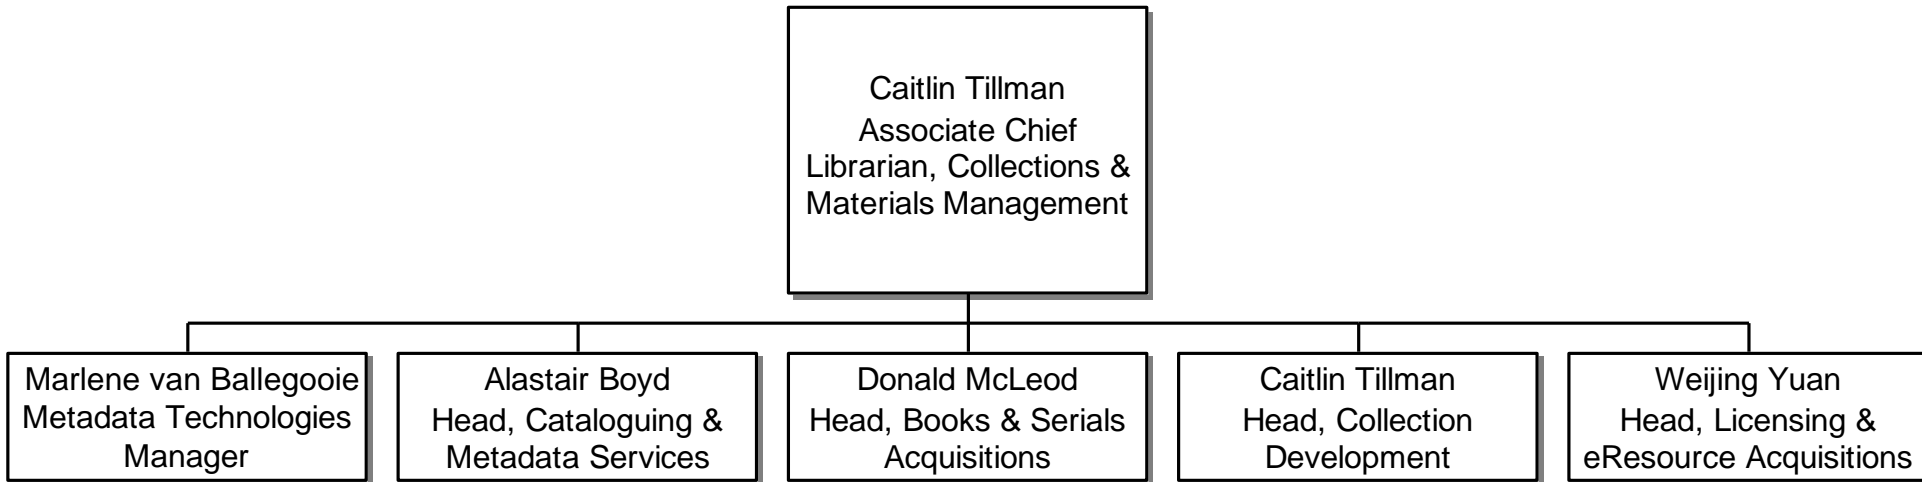 Caitlin Tillman
Associate Chief
Librarian, Collections &
Materials Management
Marlene van Ballegooie
Metadata Technologies
Manager
Alastair Boyd
Head, Cataloguing &
Metadata Services
Donald McLeod
Head, Books & Serials
Acquisitions
Caitlin Tillman
Head, Collection
Development
Weijing Yuan
Head, Licensing &
eResource Acquisitions